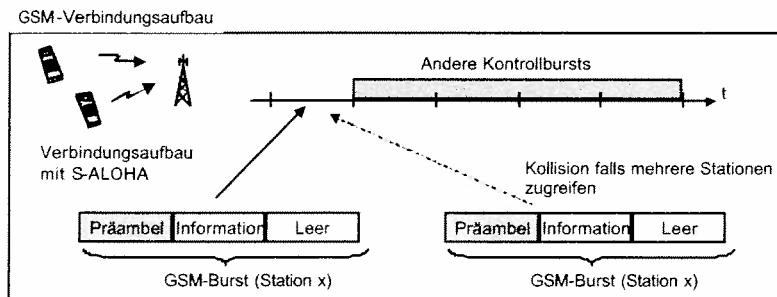 GSM-Verbindungsaufbau
Andere Kontrollbursts
t
Verbindungsaufbau
mit S-ALOHA
Kollision falls mehrere Stationen
zugreifen
Präambel Information Leer
Präambel Information Leer
GSM-Burst (Station x)
GSM-Burst (Station x)